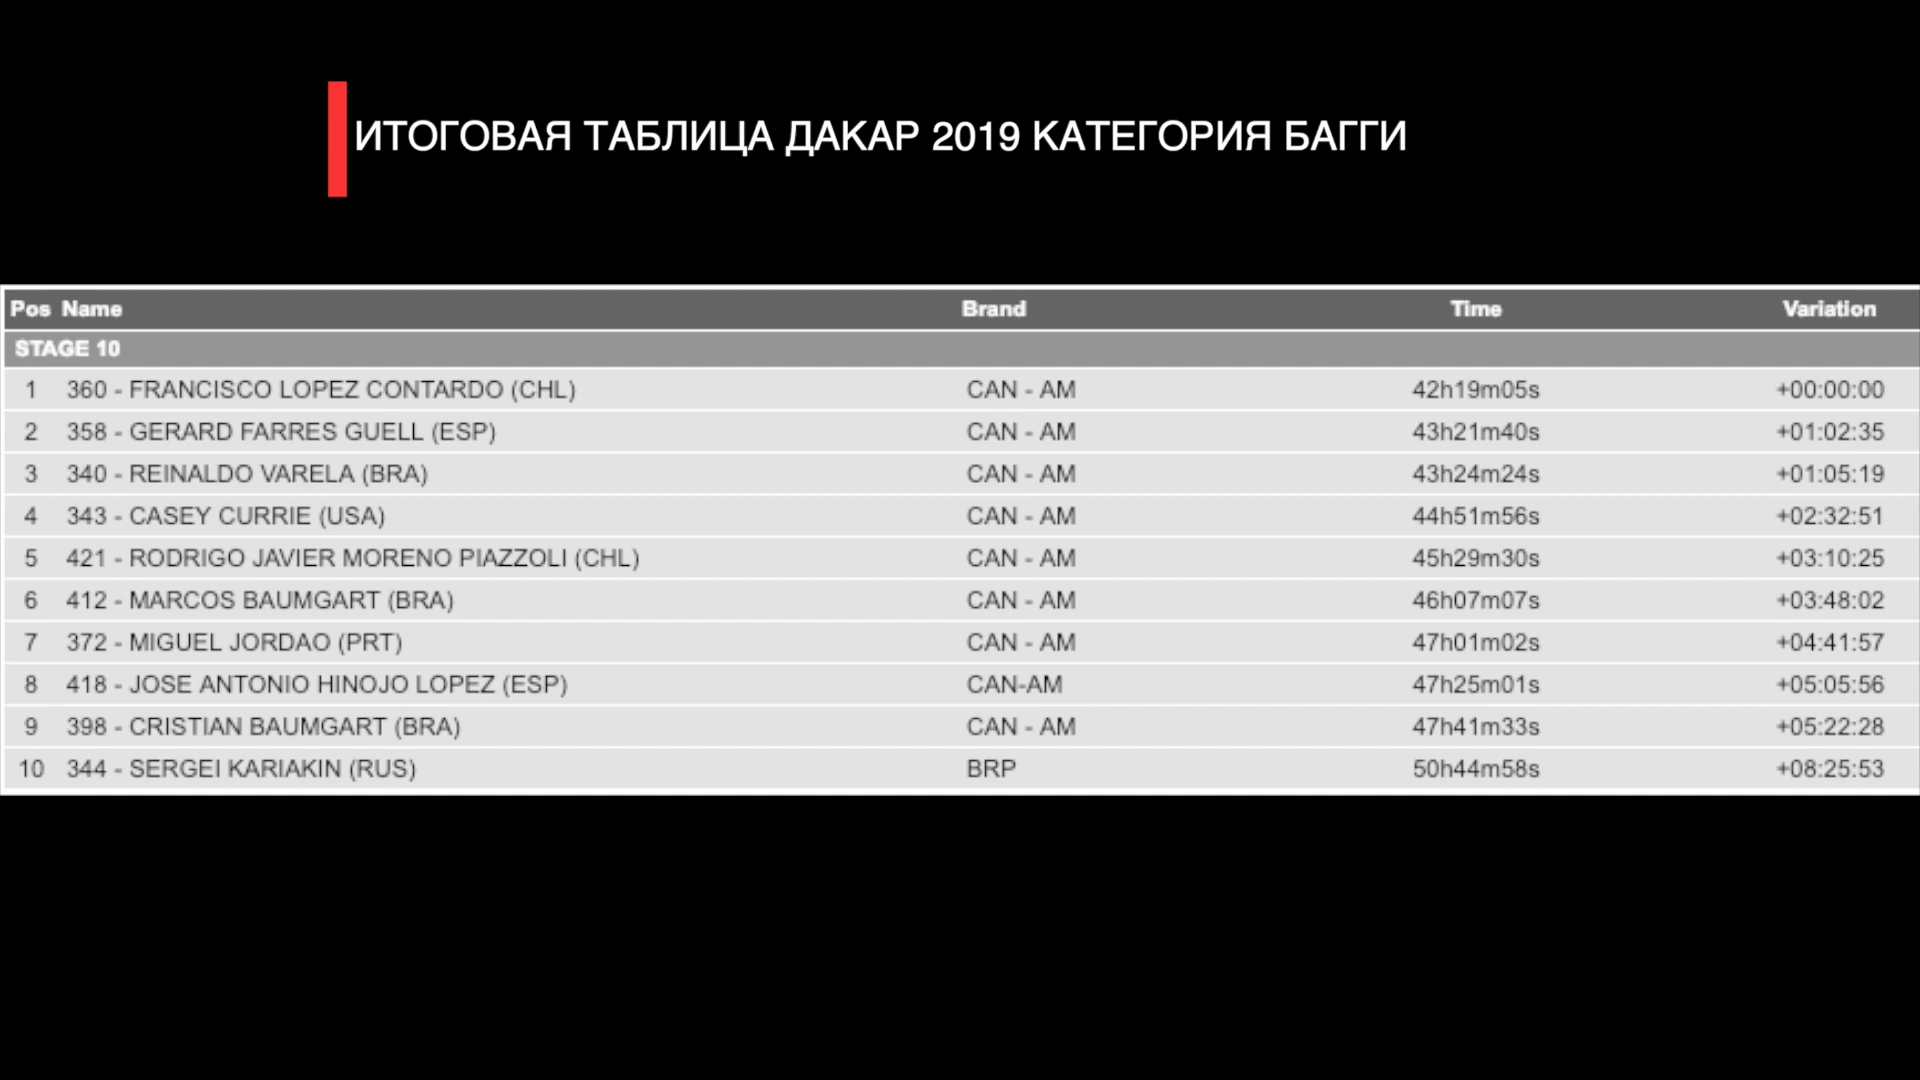 ИТОГОВАЯ ТАБЛИЦА ДАКАР 2019 КАТЕГОРИЯ БАГГИ
Pos Name Brand Time Variation
STAGE 10
1 360 - FRANCISCO LOPEZ CONTARDO (CHL) CAN - AM 42h19m05s +00:00:00
2 358 - GERARD FARRES GUELL (ESP) CAN - AM 43h21m40s +01:02:35
3 340 - REINALDO VARELA (BRA) CAN - AM 43h24m24s +01:05:19
4 343 - CASEY CURRIE (USA) CAN - AM 44h51m56s +02:32:51
5 421 - RODRIGO JAVIER MORENO PIAZZOLI (CHL) CAN - AM 45h29m30s +03:10:25
6 412 - MARCOS BAUMGART (BRA) CAN - AM 46h07m07s +03:48:02
7 372 - MIGUEL JORDAO (PRT) CAN - AM 47h01m02s +04:41:57
8 418 - JOSE ANTONIO HINOJO LOPEZ (ESP) CAN-AM 47h25m01s +05:05:56
9 398 - CRISTIAN BAUMGART (BRA) CAN - AM 47h41m33s +05:22:28
10 344 - SERGEI KARIAKIN (RUS) BRP 50h44m58s +08:25:53